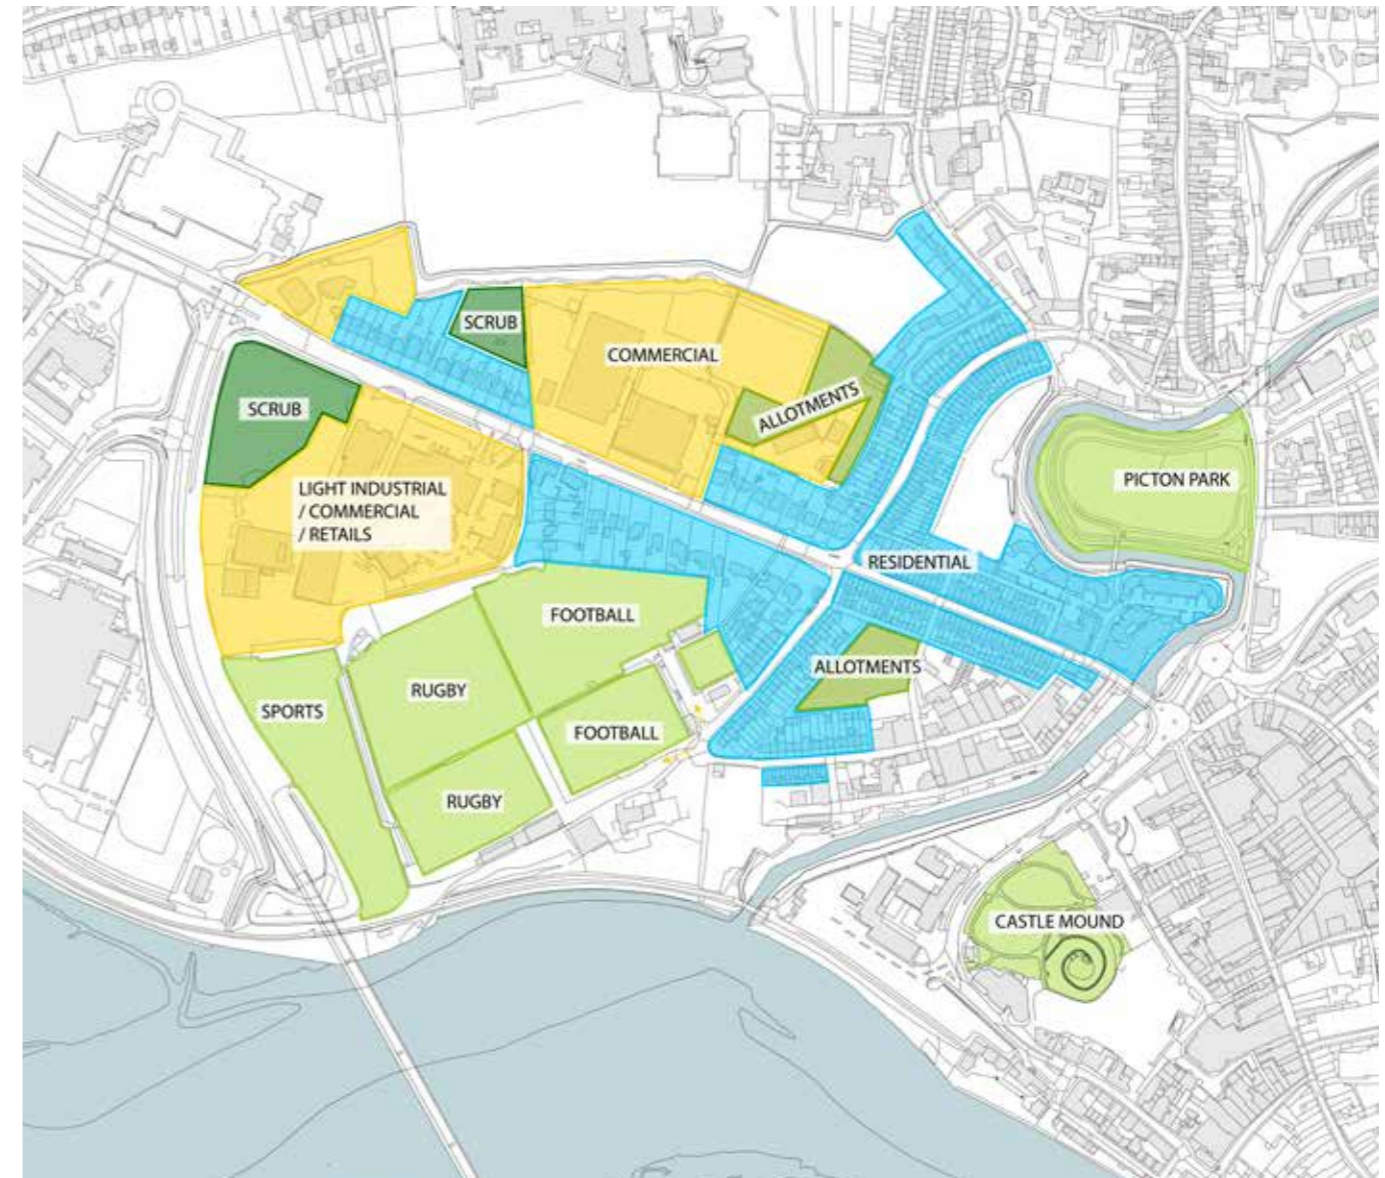 SCRUB
COMMERCIAL
ALLOTMENTS
SCRUB
LIGHT INDUSTRIAL
/ COMMERCIAL
/ RETAILS
PICTON PARK
RESIDENTIAL
FOOTBALL
ALLOTMENTS
RUGBY
SPORTS
FOOTBALL
RUGBY
CASTLE MOUND